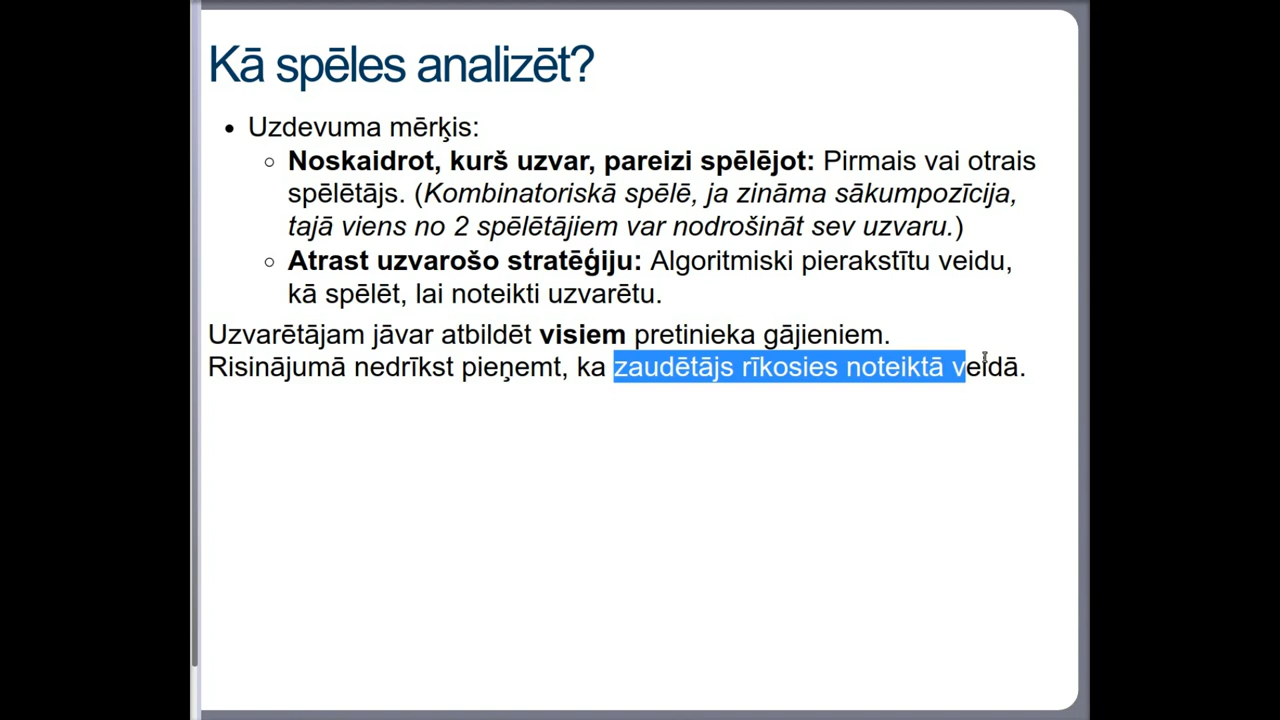 Kā spēles analizēt?
• Uzdevuma mērķis:
○ Noskaidrot, kurš uzvar, pareizi spēlējot: Pirmais vai otrais
spēlētājs. (Kombinatoriskā spēlē, ja zināma sākumpozīcija,
tajā viens no 2 spēlētājiem var nodrošināt sev uzvaru.)
○ Atrast uzvarošo stratēģiju: Algoritmiski pierakstītu veidu,
kā spēlēt, lai noteikti uzvarētu.
Uzvarētājam jāvar atbildēt visiem pretinieka gājieniem.
Risinājumā nedrīkst pieņemt, ka zaudētājs rīkosies noteiktā veidā.